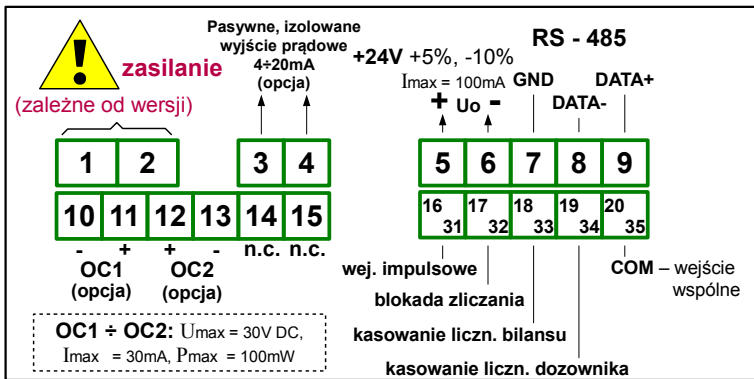 Pasywne, izolowane
wyjście prądowe
4÷20mA
(opcja)
zasilanie
(zależne od wersji)
+24V +5%, -10%
Imax = 100mA
+ Uo -
RS - 485
GND
DATA-
DATA+
1 2 3 4 5 6 7 8 9
10 11 12 13 14 15
16 31 17 32 18 33 19 34 20 35
- + + - n.c. n.c.
OC1
(opcja)
OC2
(opcja)
wej. impulsowe
blokada zliczania
kasowanie liczn. bilansu
kasowanie liczn. dozownika
COM – wejście
wspólne
OC1 ÷ OC2: Umax = 30V DC,
Imax = 30mA, Pmax = 100mW